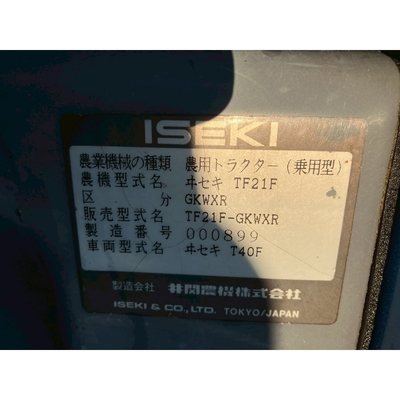 ISEKI
農業機械の種類 農用トラクター(乗用型)
農機型式名 ヰセキ TF21F
区分 GKWXR
販売型式名 TF21F-GKWXR
製造番号 000899
車両型式名 ヰセキ T40F
製造会社 井関農機株式会社
ISEKI & CO., LTD. TOKYO/JAPAN